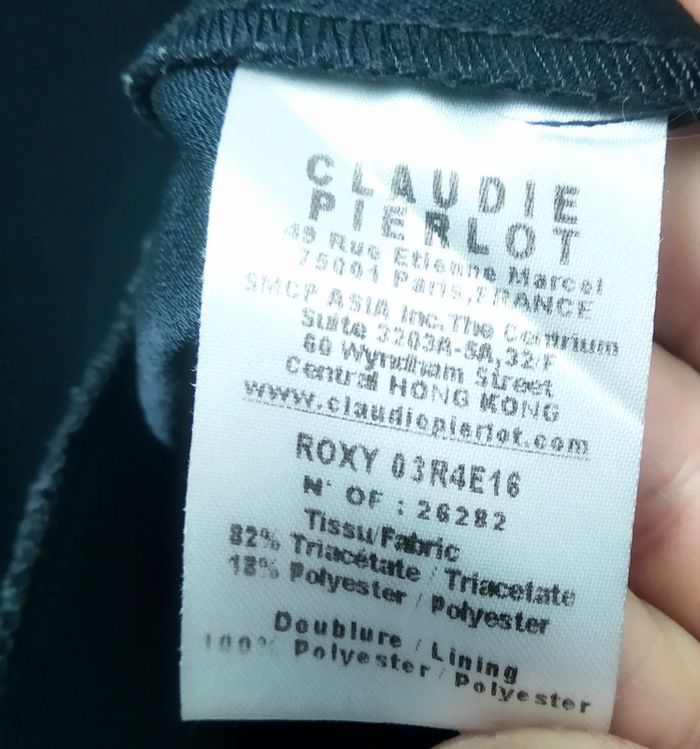 CLAUDIE
PIERLOT
49 Rue Etienne Marcel
75001 Paris,FRANCE
SMCP ASIA Inc.The Centrium
Suite 3203A-5A,32/F
60 Wyndham Street
Central HONG KONG
www.claudiepierlot.com
ROXY 03R4E16
N° OF : 26282
Tissu/Fabric
82% Triacétate / Triacetate
18% Polyester / Polyester
Doublure / Lining
100% Polyester / Polyester